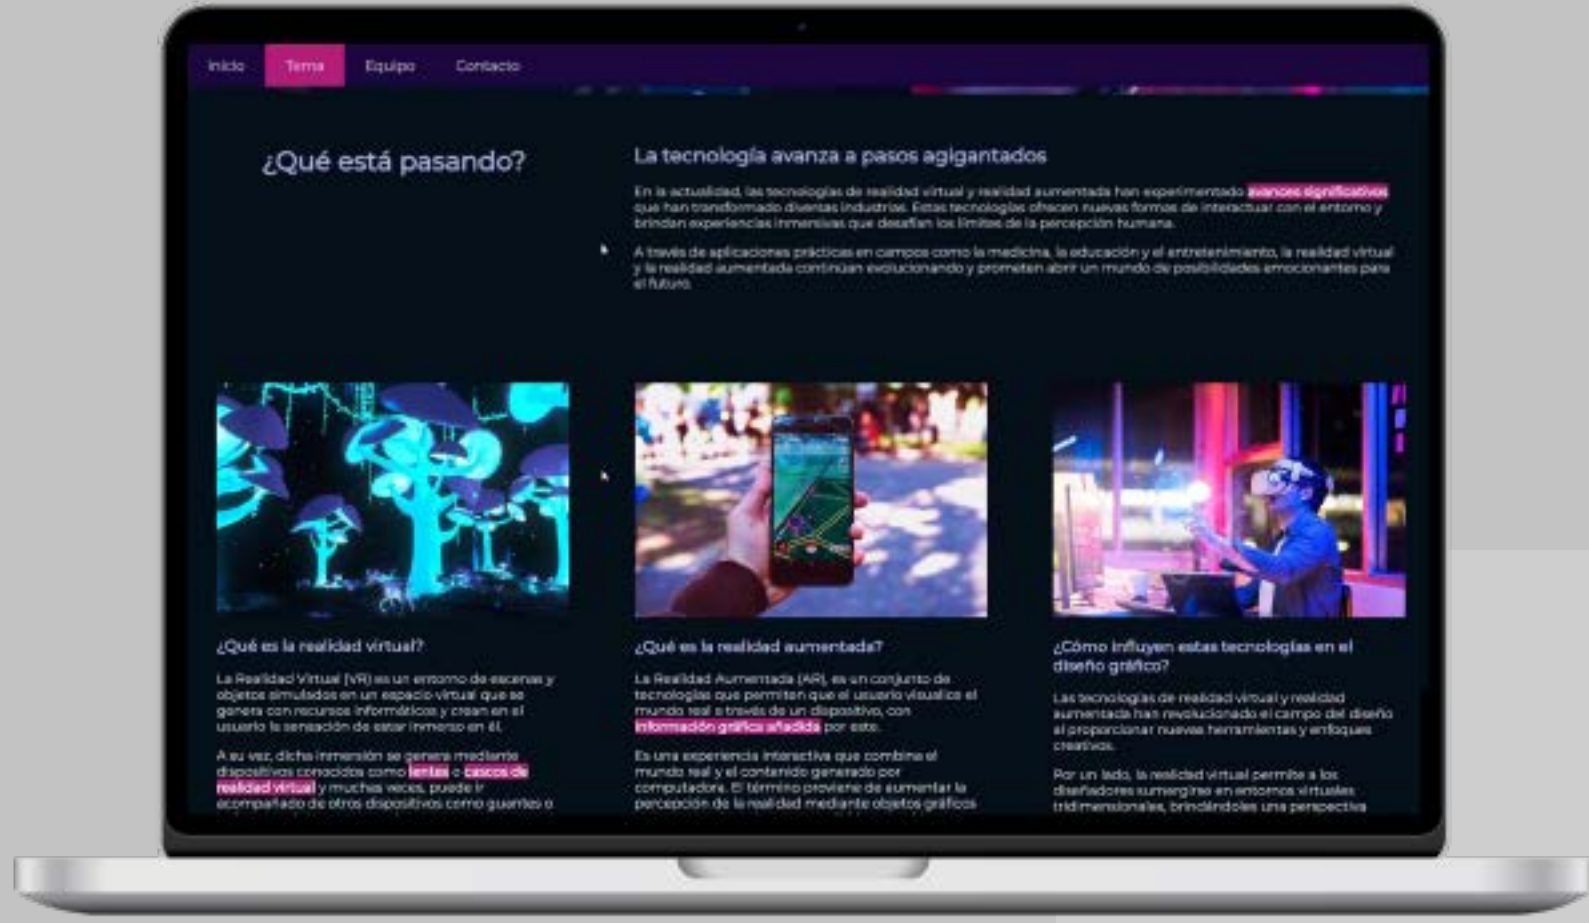 Inicio Tema Equipo Contacto
¿Qué está pasando?
La tecnología avanza a pasos agigantados
En la actualidad, las tecnologías de realidad virtual y realidad aumentada han experimentado avances significativos
que han transformado diversas industrias. Estas tecnologías ofrecen nuevas formas de interactuar con el entorno y
brindan experiencias inmersivas que desafían los límites de la percepción humana.
A través de aplicaciones prácticas en campos como la medicina, la educación y el entretenimiento, la realidad virtual
y la realidad aumentada continúan evolucionando y prometen abrir un mundo de posibilidades emocionantes para
el futuro.
¿Qué es la realidad virtual?
La Realidad Virtual (VR) es un entorno de escenas y
objetos simulados en un espacio virtual que se
genera con recursos informáticos y crean en el
usuario la sensación de estar inmerso en él.
A su vez, dicha inmersión se genera mediante
dispositivos conocidos como lentes o cascos de
realidad virtual y muchas veces, puede ir
acompañado de otros dispositivos como guantes o
¿Qué es la realidad aumentada?
La Realidad Aumentada (AR), es un conjunto de
tecnologías que permiten que el usuario visualice el
mundo real a través de un dispositivo, con
información gráfica añadida por este.
Es una experiencia interactiva que combina el
mundo real y el contenido generado por
computadora. El término proviene de aumentar la
percepción de la realidad mediante objetos gráficos
¿Cómo influyen estas tecnologías en el
diseño gráfico?
Las tecnologías de realidad virtual y realidad
aumentada han revolucionado el campo del diseño
al proporcionar nuevas herramientas y enfoques
creativos.
Por un lado, la realidad virtual permite a los
diseñadores sumergirse en entornos virtuales
tridimensionales, brindándoles una perspectiva